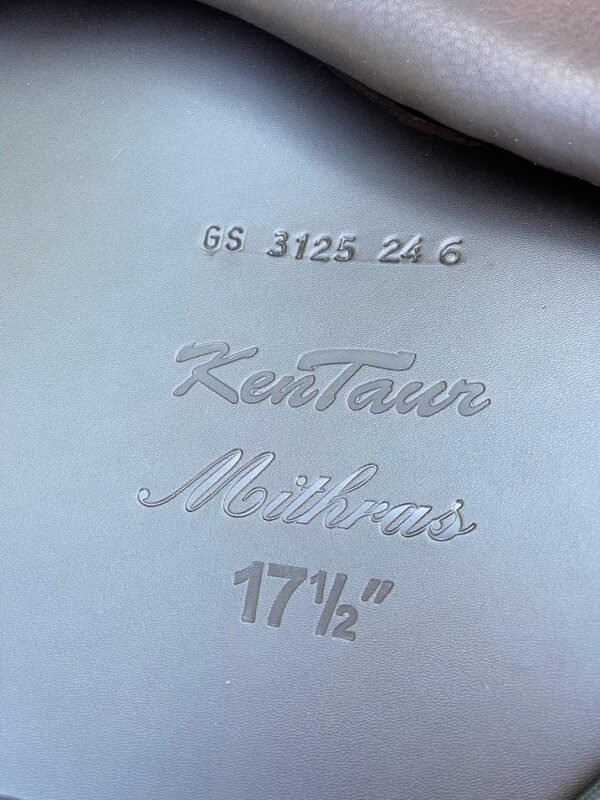 GS 3125 24 6
KenTaur
Mithras
17½"